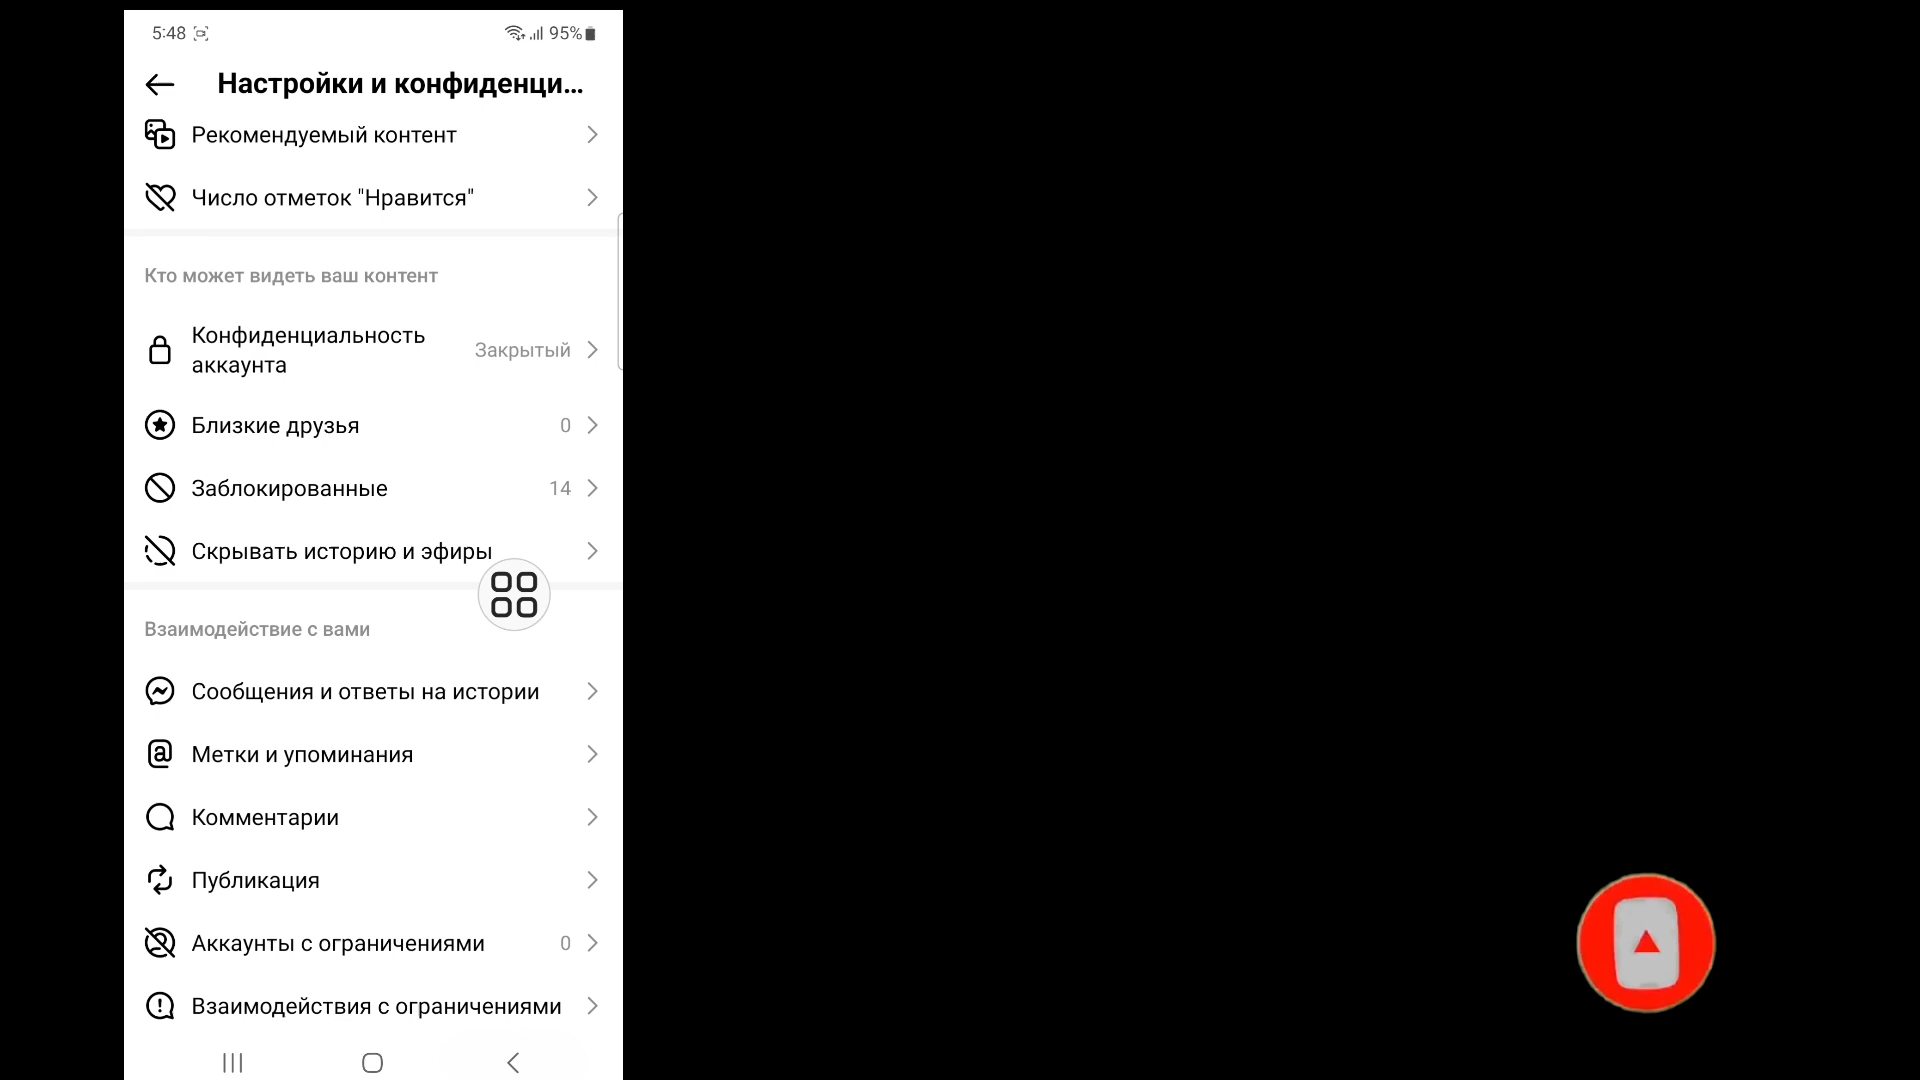 5:48
95%
Настройки и конфиденци...
Рекомендуемый контент
Число отметок "Нравится"
Кто может видеть ваш контент
Конфиденциальность
аккаунта
Закрытый
Близкие друзья 0
Заблокированные 14
Скрывать историю и эфиры
Взаимодействие с вами
Сообщения и ответы на истории
Метки и упоминания
Комментарии
Публикация
Аккаунты с ограничениями 0
Взаимодействия с ограничениями